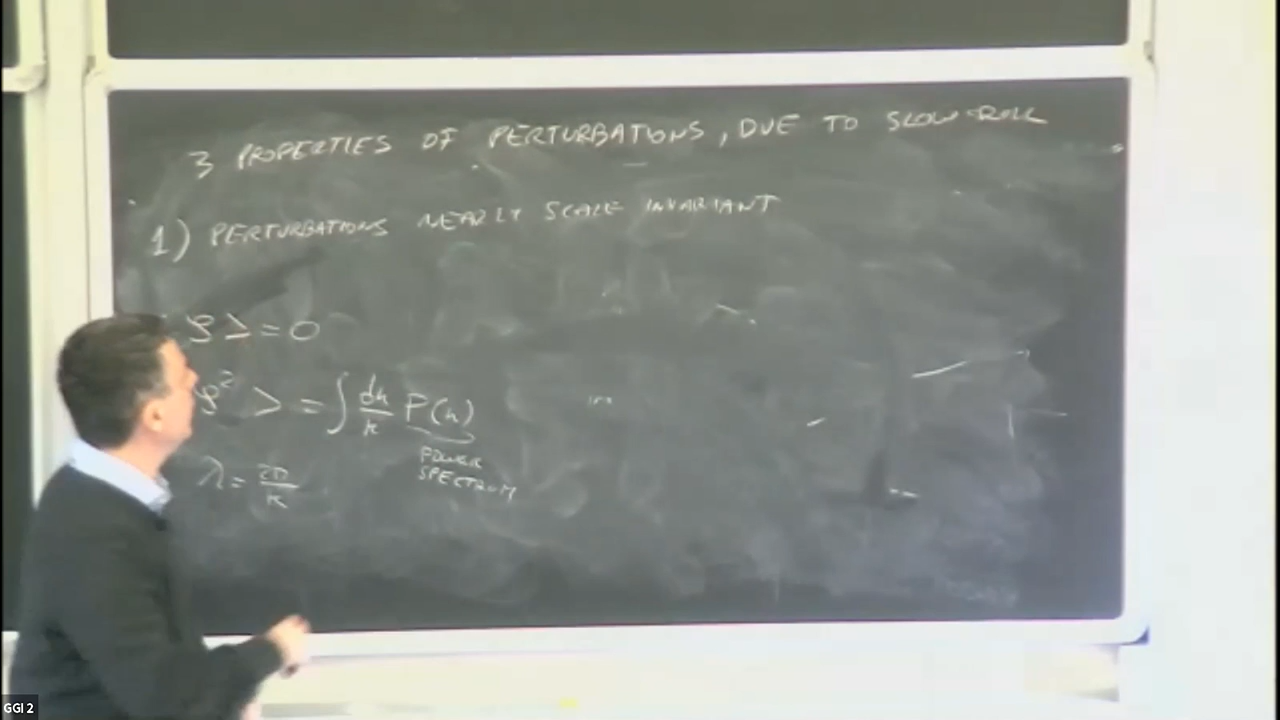 3 PROPERTIES OF PERTURBATIONS, DUE TO SLOW-ROLL
1) PERTURBATIONS NEARLY SCALE INVARIANT
ζ > = 0
ζ² > = ∫ dk/k P(k)
POWER
SPECTRUM
λ = 2π/k
GGI 2